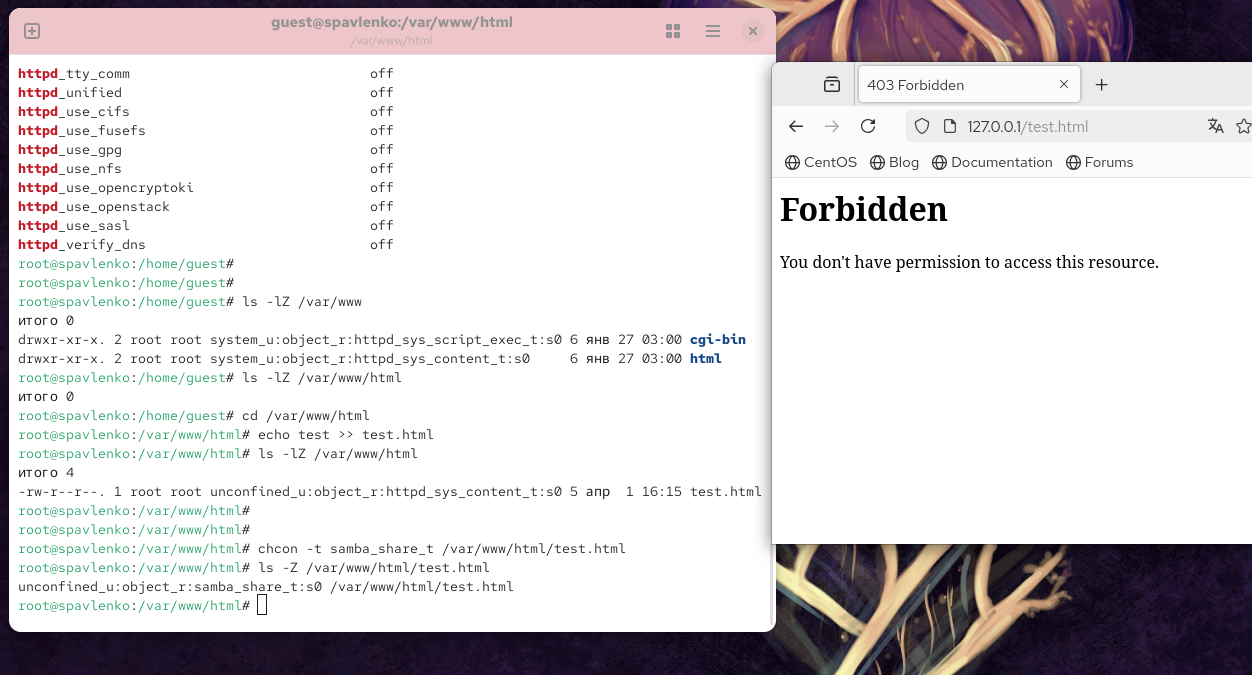 guest@spavlenko:/var/www/html
/var/www/html
httpd_tty_comm off
httpd_unified off
httpd_use_cifs off
httpd_use_fusefs off
httpd_use_gpg off
httpd_use_nfs off
httpd_use_opencryptoki off
httpd_use_openstack off
httpd_use_sasl off
httpd_verify_dns off
root@spavlenko:/home/guest#
root@spavlenko:/home/guest#
root@spavlenko:/home/guest# ls -lZ /var/www
итого 0
drwxr-xr-x. 2 root root system_u:object_r:httpd_sys_script_exec_t:s0 6 янв 27 03:00 cgi-bin
drwxr-xr-x. 2 root root system_u:object_r:httpd_sys_content_t:s0 6 янв 27 03:00 html
root@spavlenko:/home/guest# ls -lZ /var/www/html
итого 0
root@spavlenko:/home/guest# cd /var/www/html
root@spavlenko:/var/www/html# echo test >> test.html
root@spavlenko:/var/www/html# ls -lZ /var/www/html
итого 4
-rw-r--r--. 1 root root unconfined_u:object_r:httpd_sys_content_t:s0 5 апр 1 16:15 test.html
root@spavlenko:/var/www/html#
root@spavlenko:/var/www/html#
root@spavlenko:/var/www/html# chcon -t samba_share_t /var/www/html/test.html
root@spavlenko:/var/www/html# ls -Z /var/www/html/test.html
unconfined_u:object_r:samba_share_t:s0 /var/www/html/test.html
root@spavlenko:/var/www/html#
403 Forbidden
127.0.0.1/test.html
CentOS Blog Documentation Forums
Forbidden
You don't have permission to access this resource.